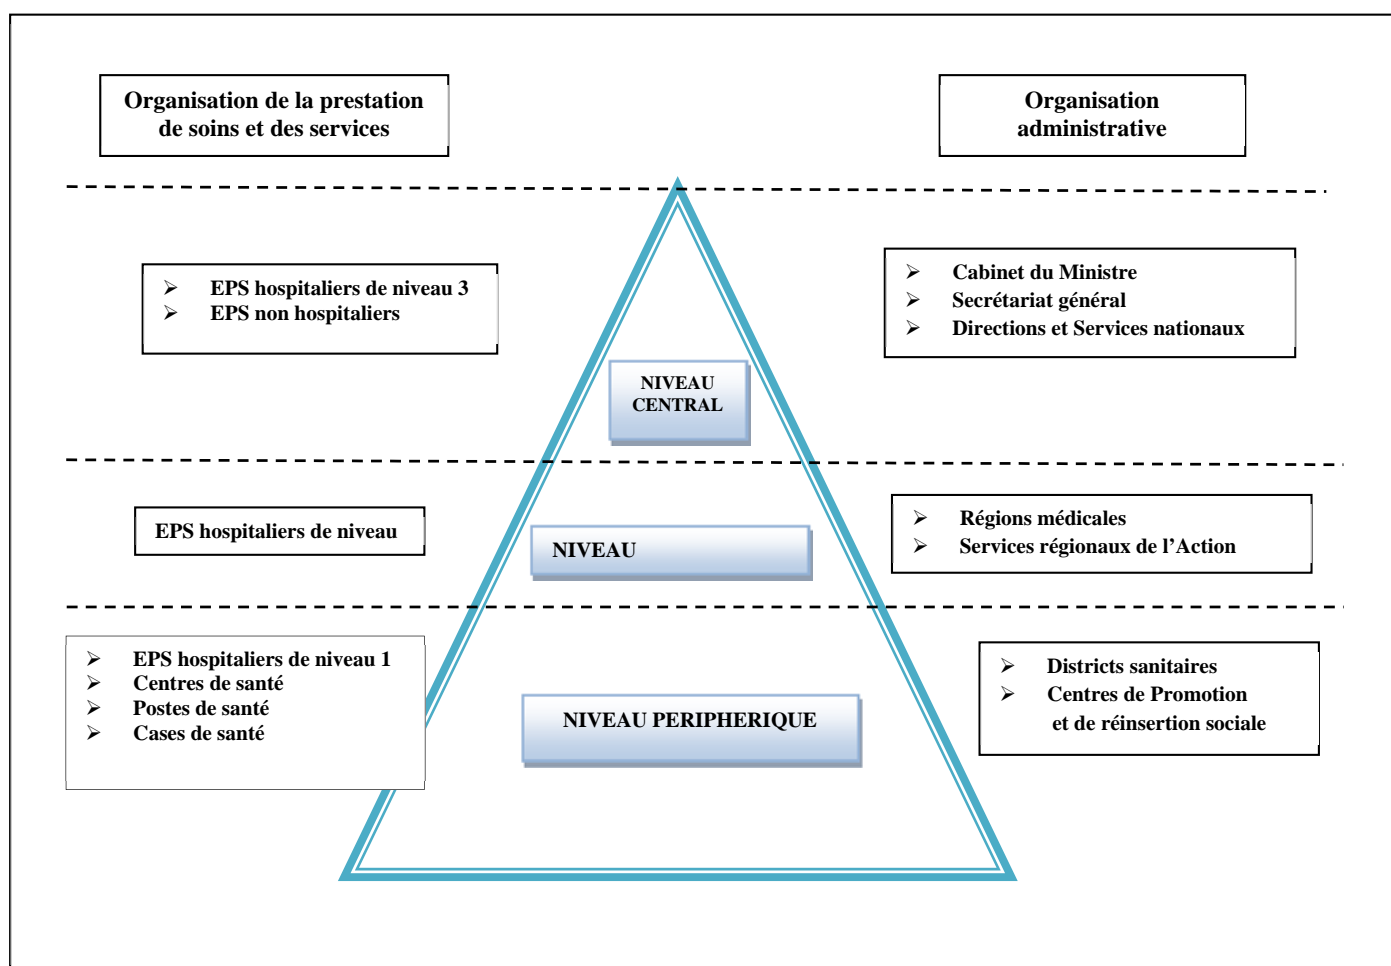 Organisation de la prestation
de soins et des services
Organisation
administrative
➢ EPS hospitaliers de niveau 3
➢ EPS non hospitaliers
➢ Cabinet du Ministre
➢ Secrétariat général
➢ Directions et Services nationaux
NIVEAU
CENTRAL
EPS hospitaliers de niveau
NIVEAU
➢ Régions médicales
➢ Services régionaux de l’Action
➢ EPS hospitaliers de niveau 1
➢ Centres de santé
➢ Postes de santé
➢ Cases de santé
NIVEAU PERIPHERIQUE
➢ Districts sanitaires
➢ Centres de Promotion
et de réinsertion sociale